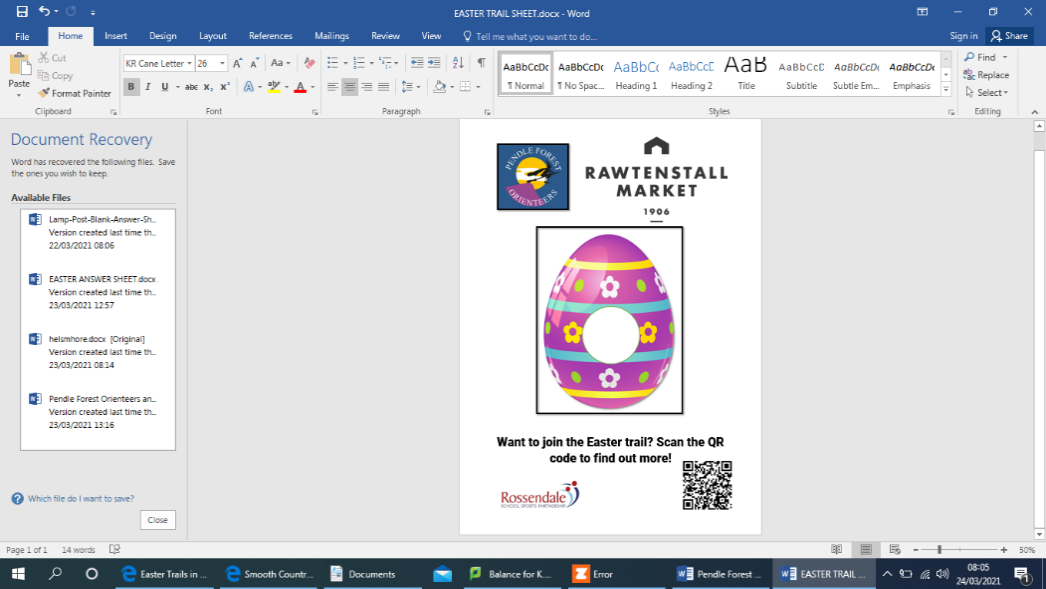 EASTER TRAIL SHEET.docx - Word
File Home Insert Design Layout References Mailings Review View Tell me what you want to do... Sign in Share
Paste
Cut
Copy
Format Painter
Clipboard
KR Cane Letter 26
Font
Paragraph
AaBbCcDc AaBbCcDc AaBbCc AaBbCcD AaB AaBbCcD AaBbCcDc AaBbCcDc
¶ Normal ¶ No Spac... Heading 1 Heading 2 Title Subtitle Subtle Em... Emphasis
Styles
Find
Replace
Select
Editing
Document Recovery
Word has recovered the following files. Save
the ones you wish to keep.
Available Files
Lamp-Post-Blank-Answer-Sh...
Version created last time th...
22/03/2021 08:06
EASTER ANSWER SHEET.docx
Version created last time th...
23/03/2021 12:57
helsmhore.docx [Original]
Version created last time th...
23/03/2021 08:14
Pendle Forest Orienteers an...
Version created last time th...
23/03/2021 13:16
Which file do I want to save?
Close
PENDLE FOREST
ORIENTEERS
RAWTENSTALL
MARKET
1906
Want to join the Easter trail? Scan the QR
code to find out more!
Rossendale
SCHOOL SPORTS PARTNERSHIP
Page 1 of 1 14 words
50%
Easter Trails in ... Smooth Countr... Documents Balance for K... Error Pendle Forest ... EASTER TRAIL ...
08:05
24/03/2021
1